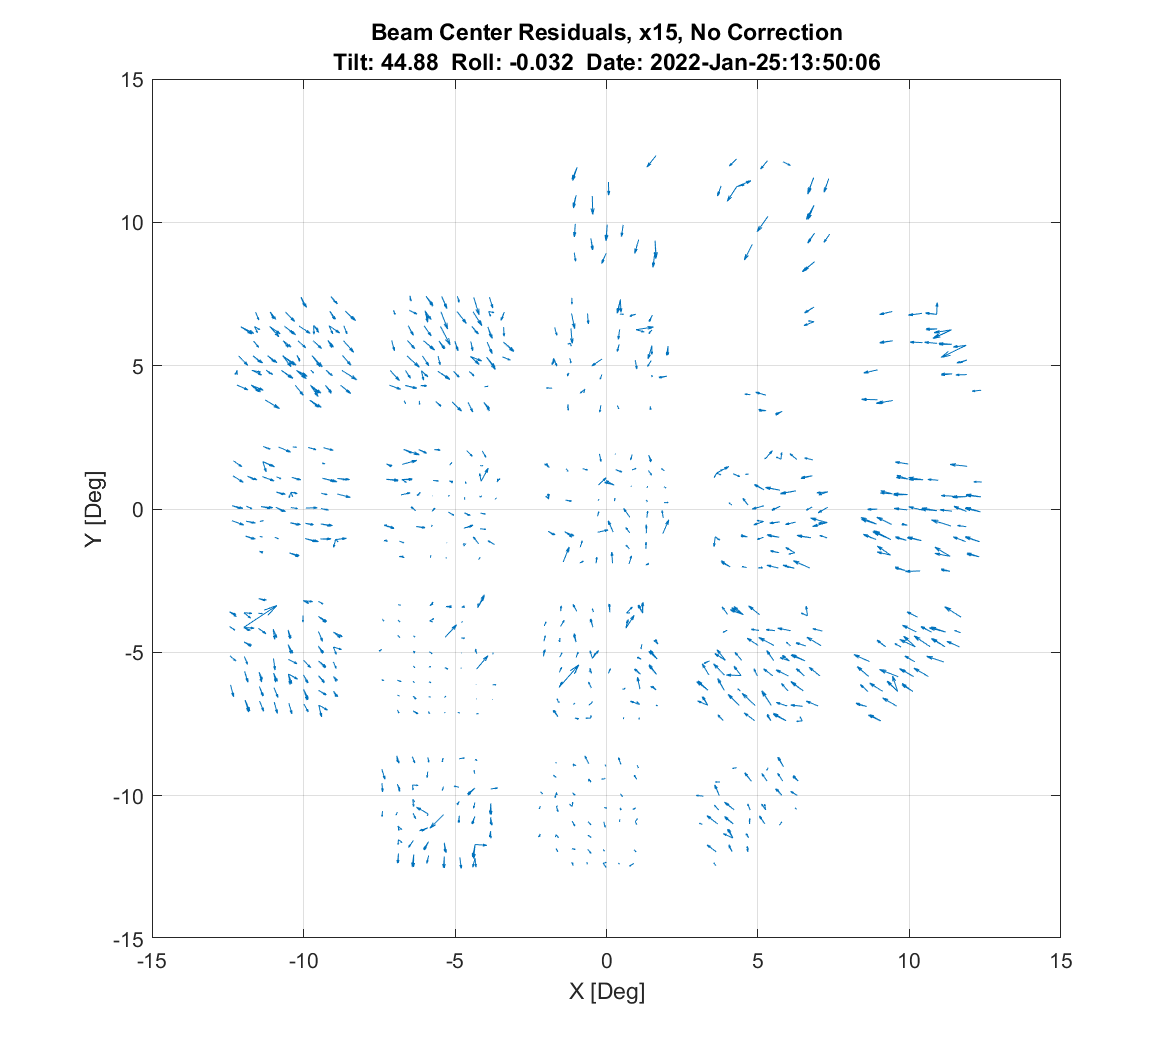 Beam Center Residuals, x15, No Correction
Tilt: 44.88 Roll: -0.032 Date: 2022-Jan-25:13:50:06
15
10
5
0
-5
-10
-15
Y [Deg]
-15 -10 -5 0 5 10 15
X [Deg]